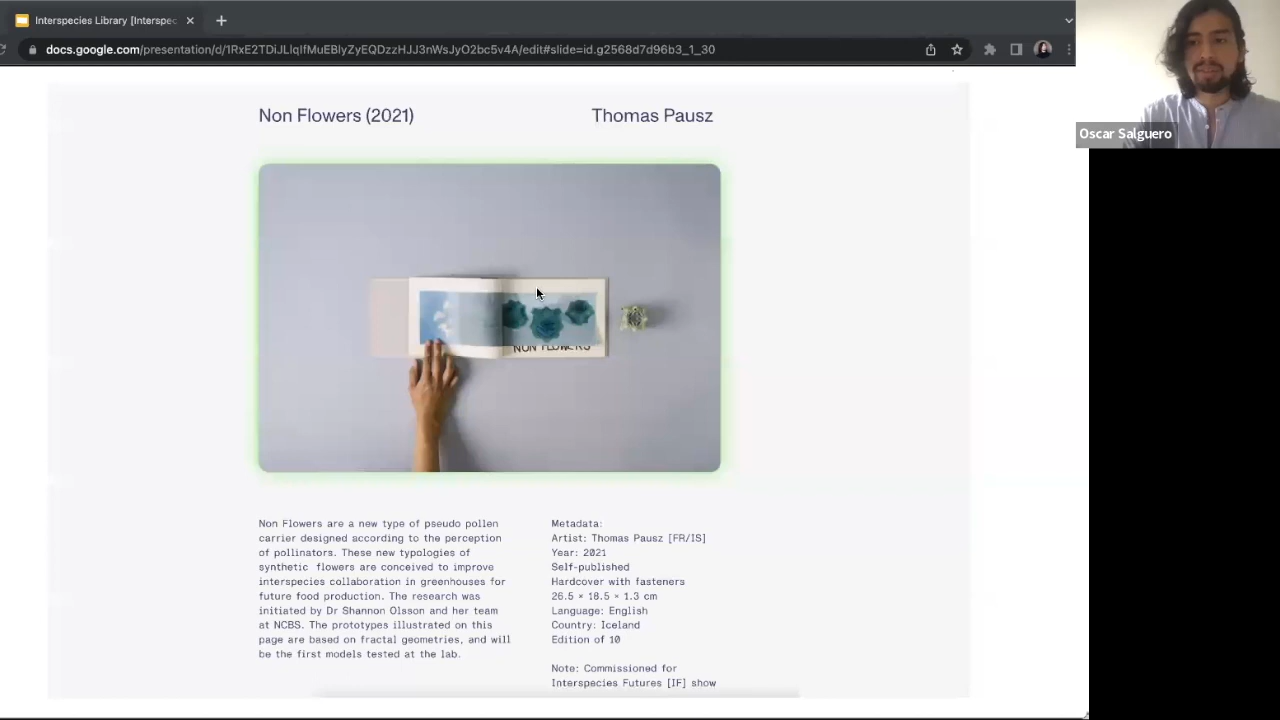 Interspecies Library [Interspec
docs.google.com/presentation/d/1RxE2TDiJLlqIfMuEBlyZyEQDzzHJJ3nWsJyO2bc5v4A/edit#slide=id.g2568d7d96b3_1_30
Oscar Salguero
Non Flowers (2021)
Thomas Pausz
NON FLOWERS
Non Flowers are a new type of pseudo pollen
carrier designed according to the perception
of pollinators. These new typologies of
synthetic flowers are conceived to improve
interspecies collaboration in greenhouses for
future food production. The research was
initiated by Dr Shannon Olsson and her team
at NCBS. The prototypes illustrated on this
page are based on fractal geometries, and will
be the first models tested at the lab.
Metadata:
Artist: Thomas Pausz [FR/IS]
Year: 2021
Self-published
Hardcover with fasteners
26.5 × 18.5 × 1.3 cm
Language: English
Country: Iceland
Edition of 10
Note: Commissioned for
Interspecies Futures [IF] show